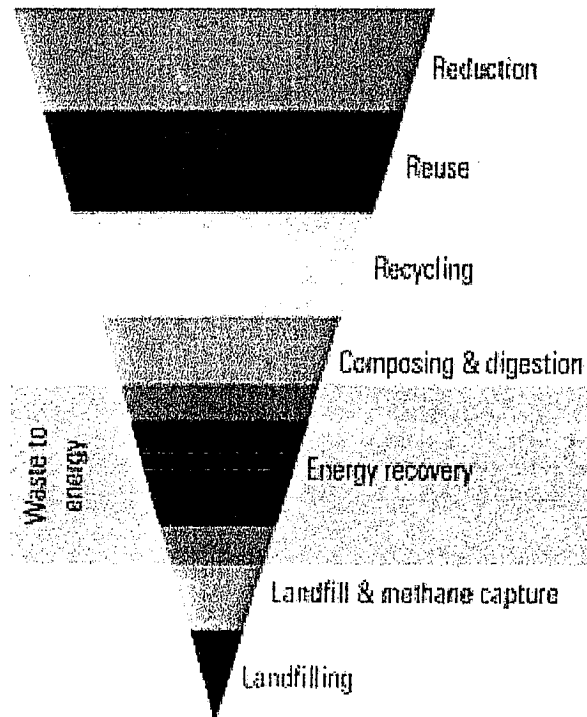 Reduction
Reuse
Recycling
Composing & digestion
Waste to
energy
Energy recovery
Landfill & methane capture
Landfilling